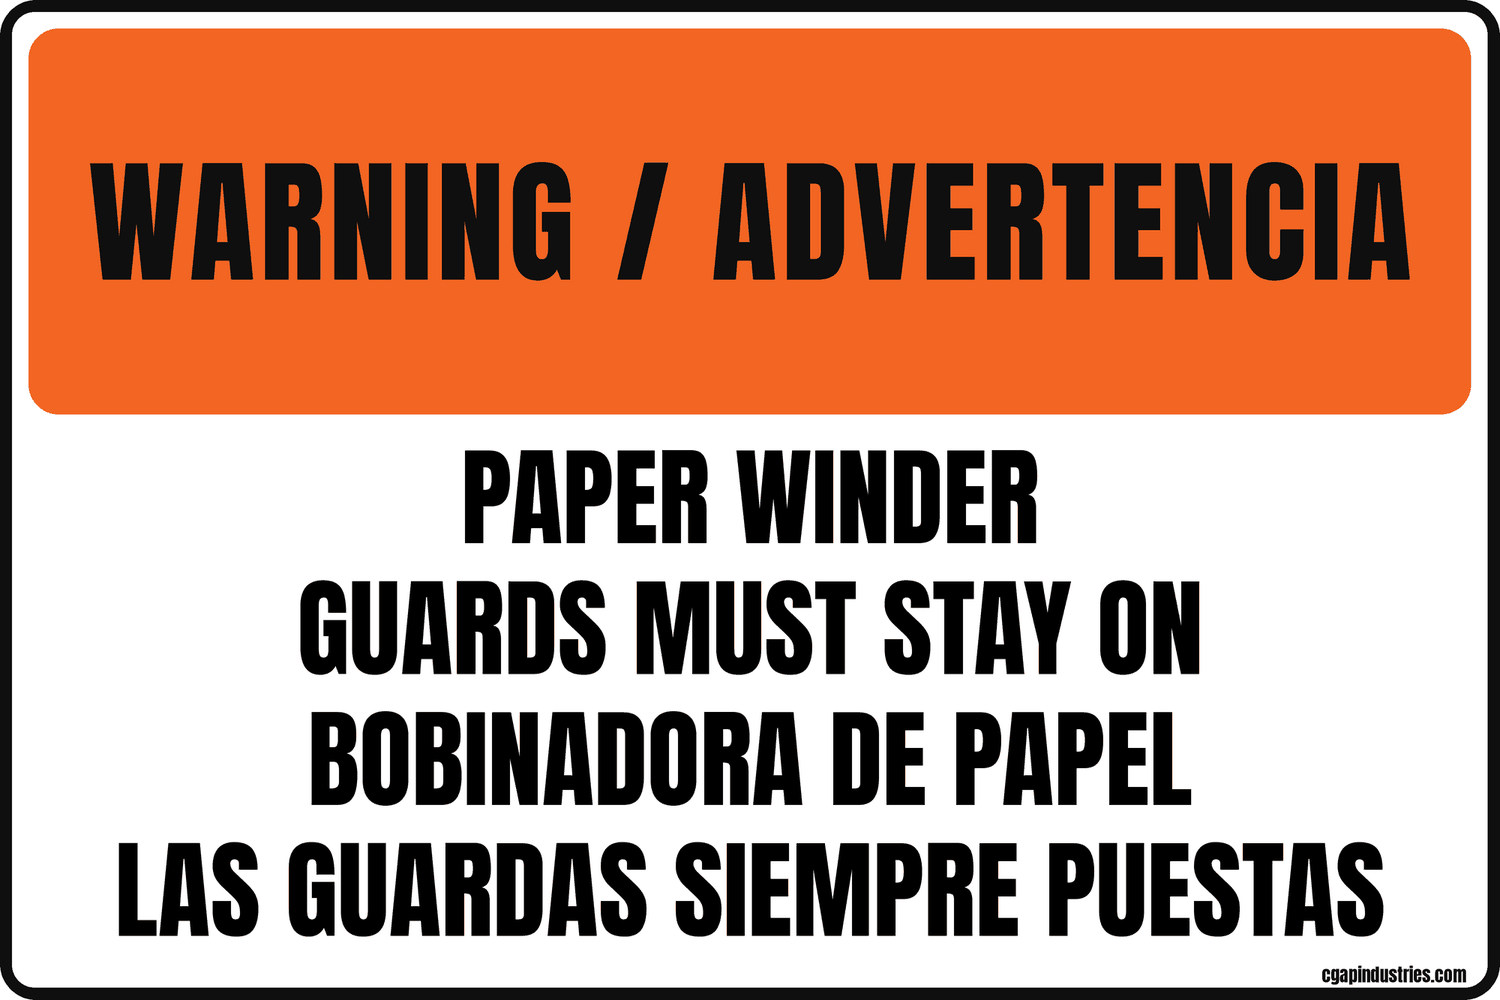 WARNING / ADVERTENCIA
PAPER WINDER
GUARDS MUST STAY ON
BOBINADORA DE PAPEL
LAS GUARDAS SIEMPRE PUESTAS
cgapindustries.com